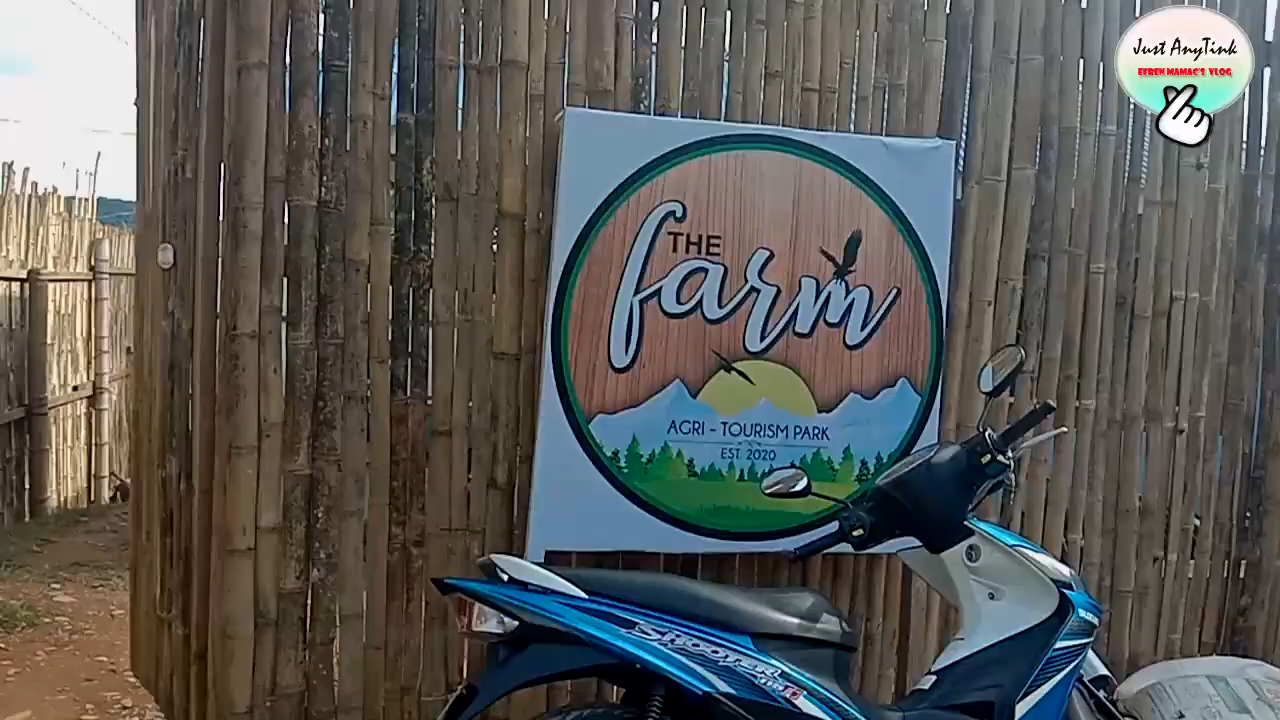 Just AnyTink
EFREN MAMAC'S VLOG
THE
farm
AGRI - TOURISM PARK
EST 2020
SHOOTER